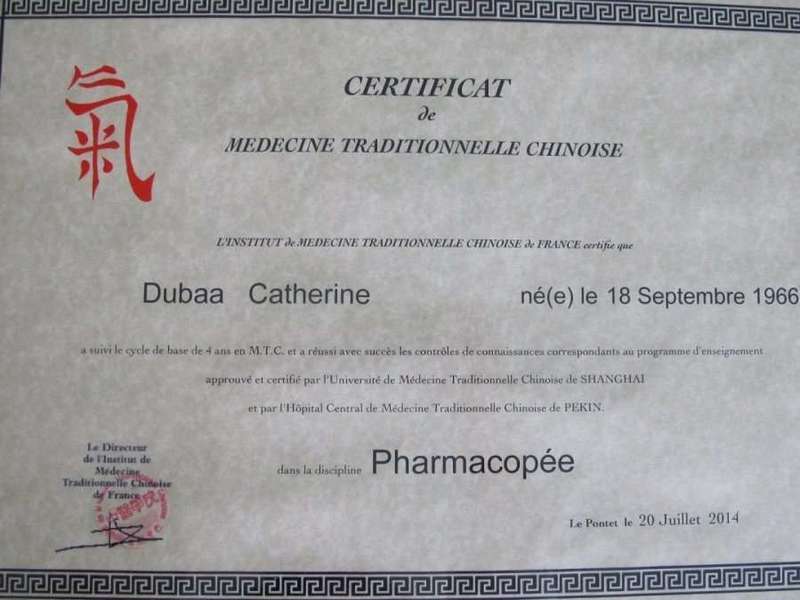 氣
CERTIFICAT
de
MEDECINE TRADITIONNELLE CHINOISE
L'INSTITUT de MEDECINE TRADITIONNELLE CHINOISE de FRANCE certifie que
Dubaa Catherine né(e) le 18 Septembre 1966
a suivi le cycle de base de 4 ans en M.T.C. et a réussi avec succès les contrôles de connaissances correspondants au programme d'enseignement
approuvé et certifié par l'Université de Médecine Traditionnelle Chinoise de SHANGHAI
et par l'Hôpital Central de Médecine Traditionnelle Chinoise de PEKIN.
dans la discipline Pharmacopée
Le Directeur
de l'Institut de
Médecine
Traditionnelle Chinoise
de France
Le Pontet le 20 Juillet 2014